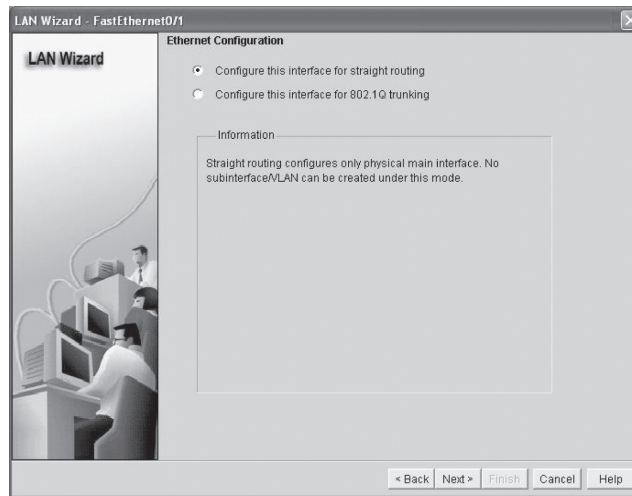 LAN Wizard - FastEthernet0/1
LAN Wizard
Ethernet Configuration
Configure this interface for straight routing
Configure this interface for 802.1Q trunking
Information
Straight routing configures only physical main interface. No
subinterface/VLAN can be created under this mode.
< Back
Next >
Finish
Cancel
Help